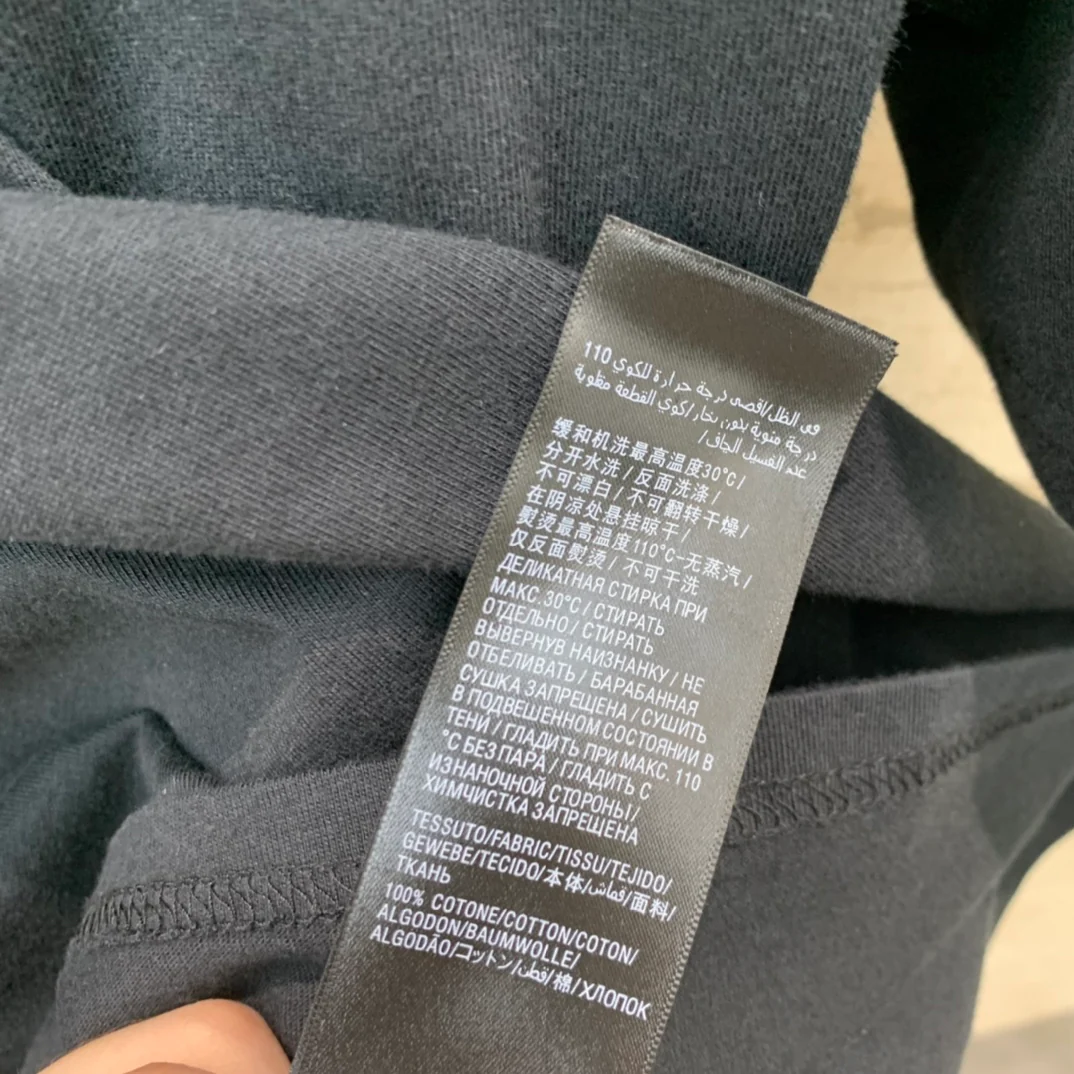 في الظل/اقصى درجة حرارة للكوي 110
درجة مئوية بدون بخار/كوي القطعة مقلوبة
عدم الغسيل الجاف/
缓和机洗最高温度30°C/
分开水洗/反面洗涤/
不可漂白/不可翻转干燥/
在阴凉处悬挂晾干/
熨烫最高温度110°C-无蒸汽/
仅反面熨烫/不可干洗
ДЕЛИКАТНАЯ СТИРКА ПРИ
МАКС. 30°C / СТИРАТЬ
ОТДЕЛЬНО / СТИРАТЬ
ВЫВЕРНУВ НАИЗНАНКУ / НЕ
ОТБЕЛИВАТЬ / БАРАБАННАЯ
СУШКА ЗАПРЕЩЕНА / СУШИТЬ
В ПОДВЕШЕННОМ СОСТОЯНИИ В
ТЕНИ / ГЛАДИТЬ ПРИ МАКС. 110
°C БЕЗ ПАРА / ГЛАДИТЬ С
ИЗНАНОЧНОЙ СТОРОНЫ/
ХИМЧИСТКА ЗАПРЕЩЕНА
TESSUTO/FABRIC/TISSU/TEJIDO/
GEWEBE/TECIDO/本体/قماش/面料/
ТКАНЬ
100% COTONE/COTTON/COTON/
ALGODON/BAUMWOLLE/
ALGODÃO/コットン/قطن/棉/ХЛОПОК